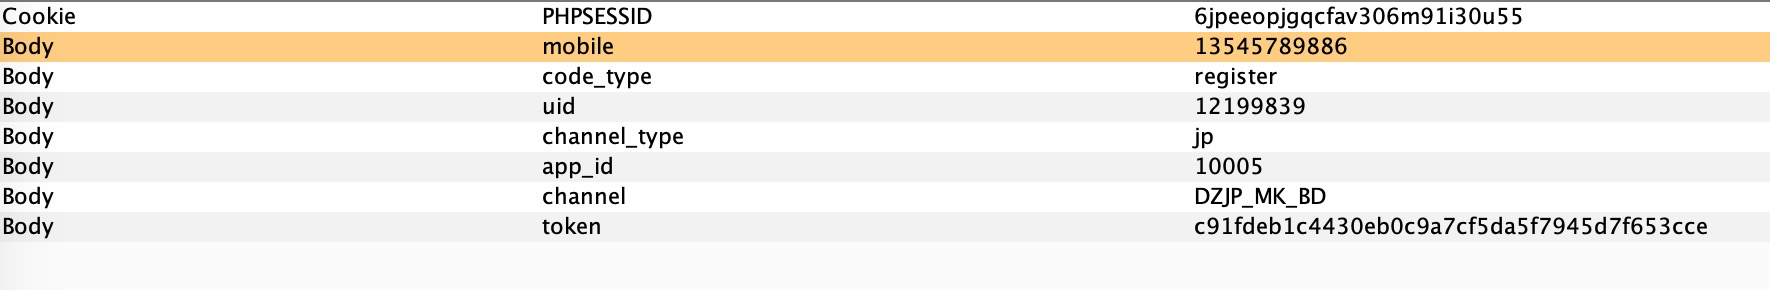 Cookie PHPSESSID 6jpeeopjgqcfav306m91i30u55
Body mobile 13545789886
Body code_type register
Body uid 12199839
Body channel_type jp
Body app_id 10005
Body channel DZJP_MK_BD
Body token c91fdeb1c4430eb0c9a7cf5da5f7945d7f653cce